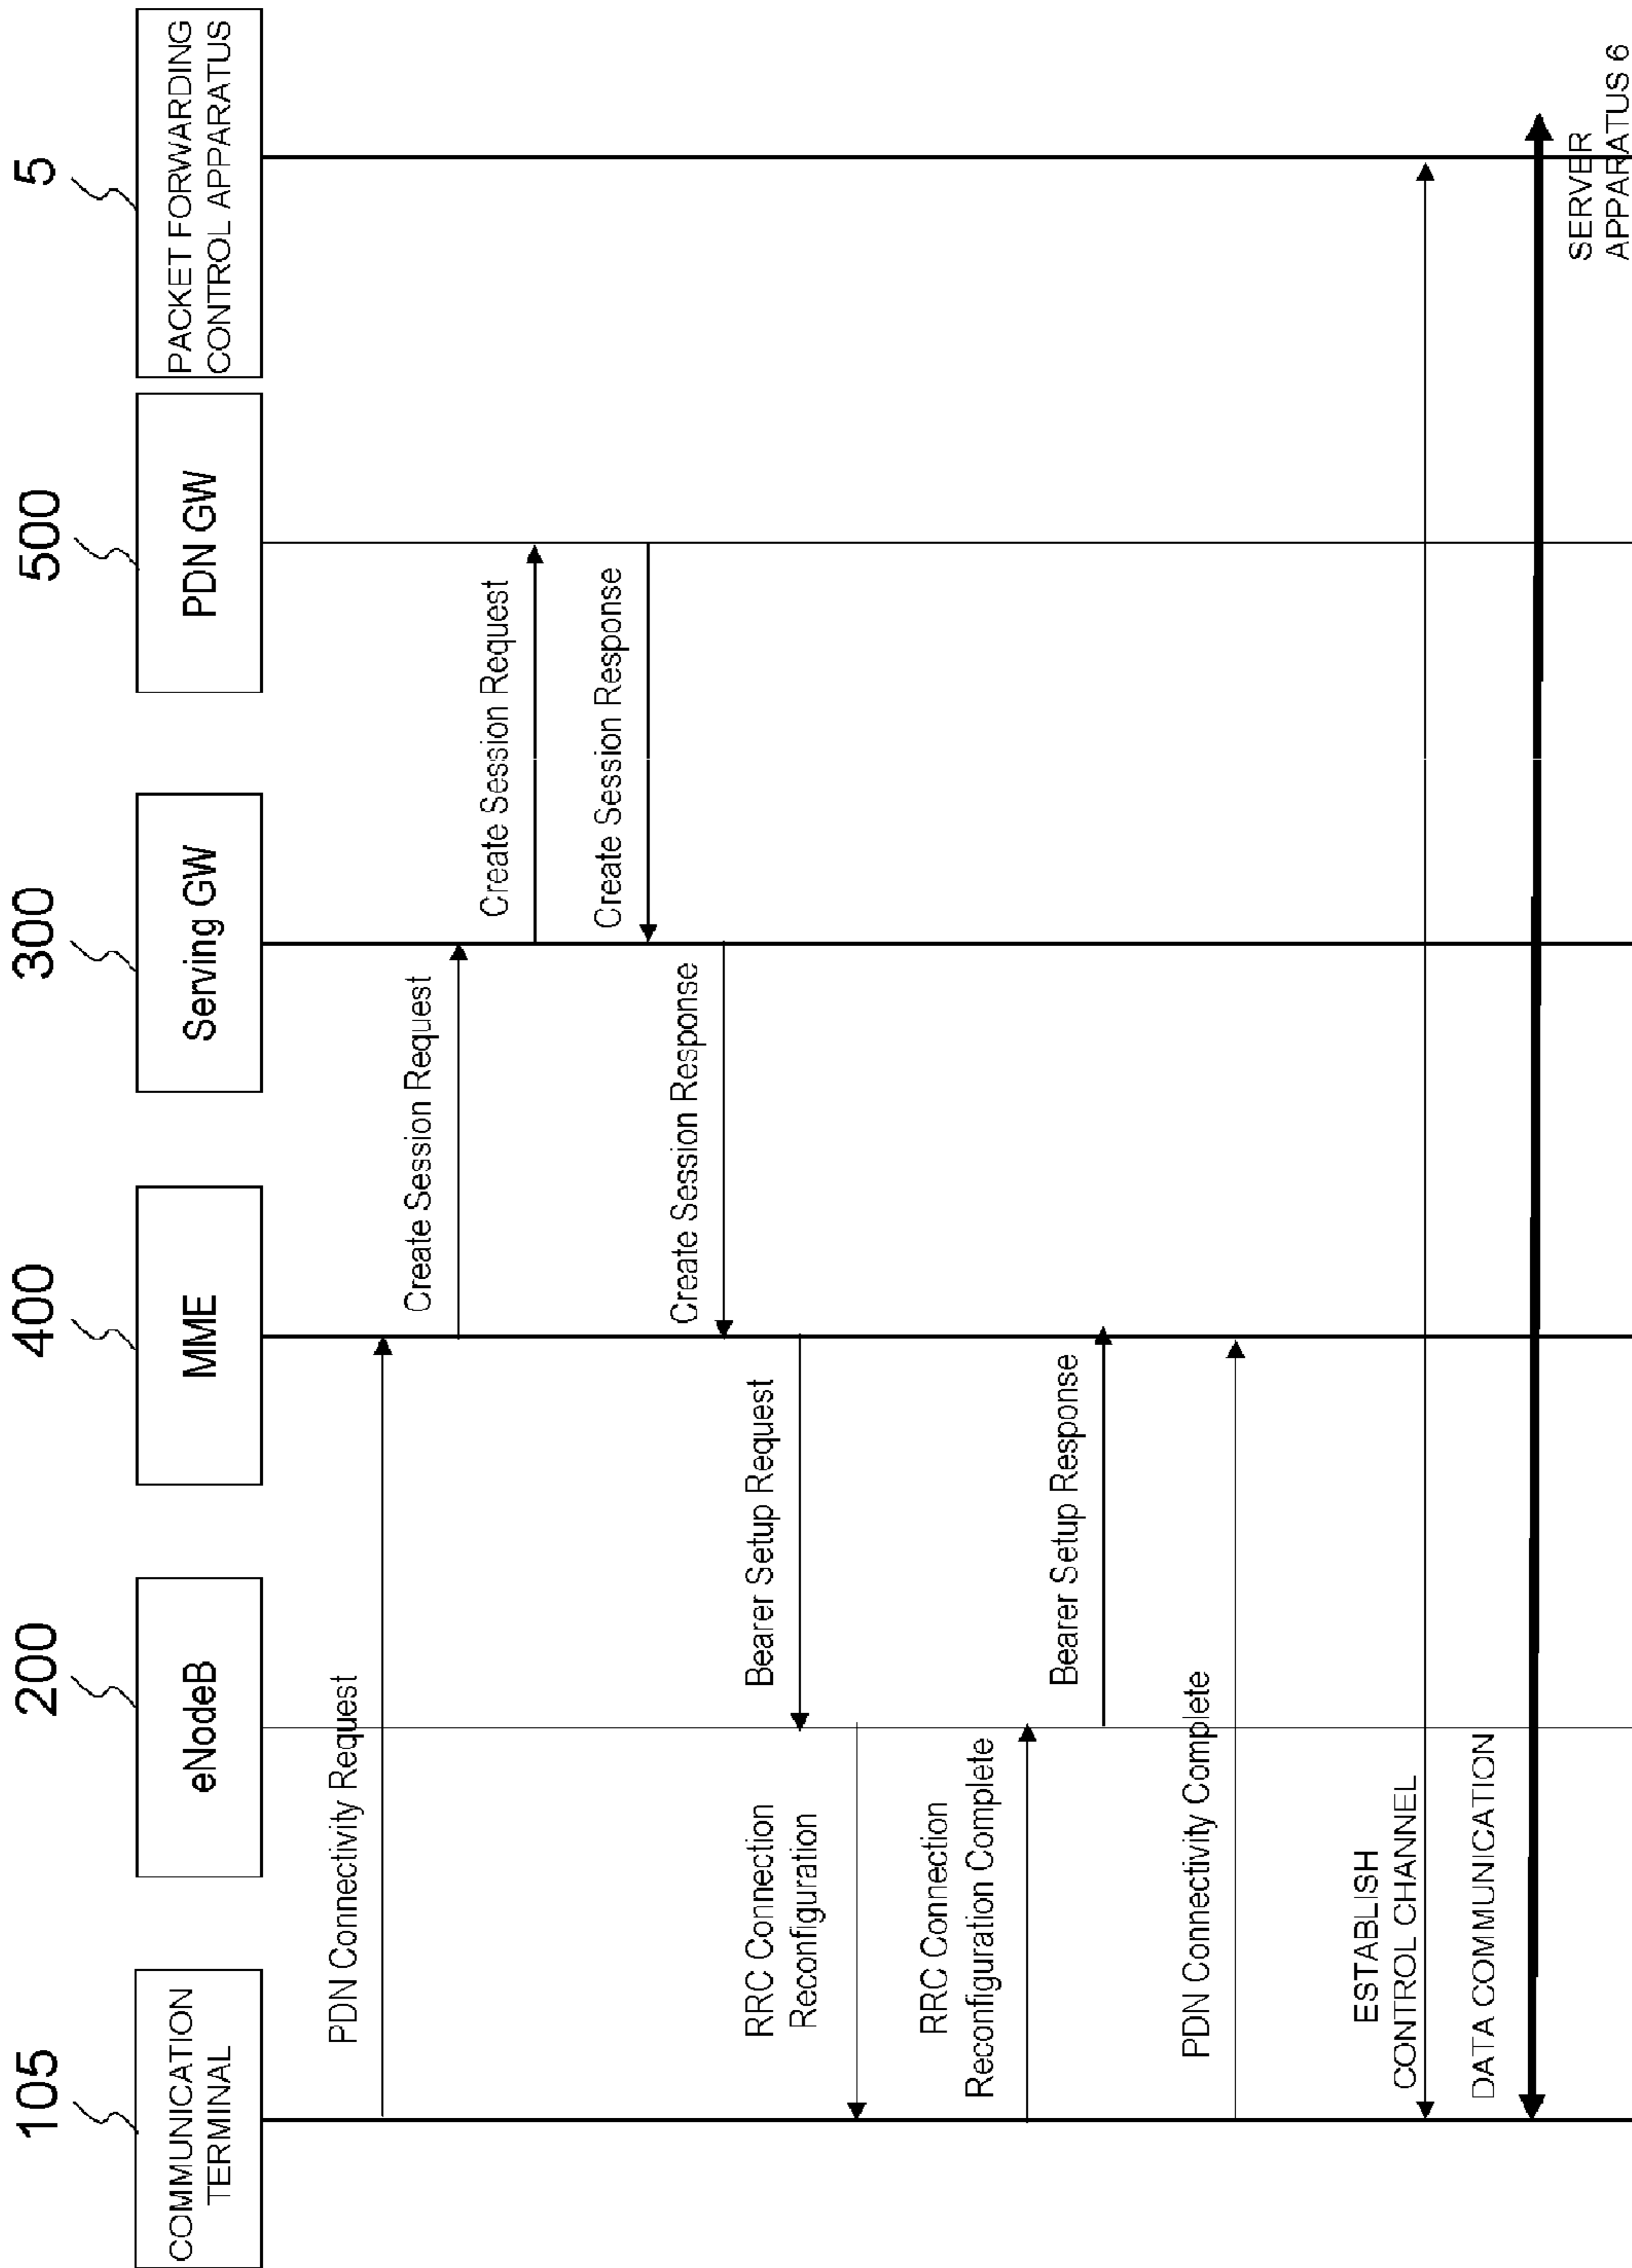 105
200
400
300
500
5
COMMUNICATION
TERMINAL
eNodeB
MME
Serving GW
PDN GW
PACKET FORWARDING
CONTROL APPARATUS
PDN Connectivity Request
Create Session Request
Create Session Request
Create Session Response
Create Session Response
Bearer Setup Request
RRC Connection
Reconfiguration
RRC Connection
Reconfiguration Complete
Bearer Setup Response
PDN Connectivity Complete
ESTABLISH
CONTROL CHANNEL
DATA COMMUNICATION
SERVER
APPARATUS 6